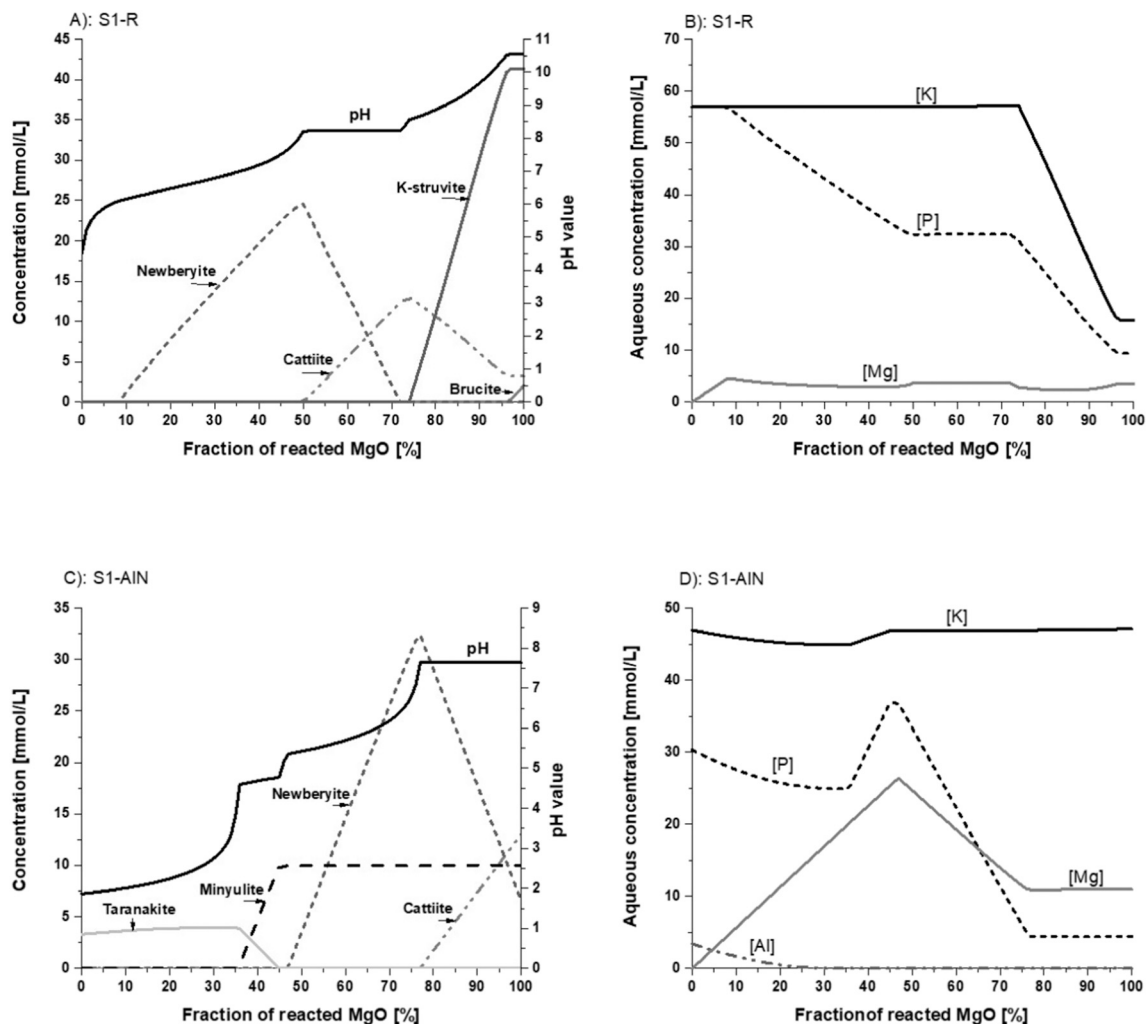 A): S1-R
45
40
35
30
25
20
15
10
5
0
Concentration [mmol/L]
11
10
9
8
7
6
5
4
3
2
1
0
pH value
pH
K-struvite
Newberyite
Cattiite
Brucite
0 10 20 30 40 50 60 70 80 90 100
Fraction of reacted MgO [%]
B): S1-R
70
60
50
40
30
20
10
0
Aqueous concentration [mmol/L]
[K]
[P]
[Mg]
0 10 20 30 40 50 60 70 80 90 100
Fraction of reacted MgO [%]
C): S1-AlN
35
30
25
20
15
10
5
0
Concentration [mmol/L]
9
8
7
6
5
4
3
2
1
0
pH value
pH
Newberyite
Minyulite
Taranakite
Cattiite
0 10 20 30 40 50 60 70 80 90 100
Fraction of reacted MgO [%]
D): S1-AlN
50
40
30
20
10
0
Aqueous concentration [mmol/L]
[K]
[P]
[Mg]
[Al]
0 10 20 30 40 50 60 70 80 90 100
Fractionof reacted MgO [%]